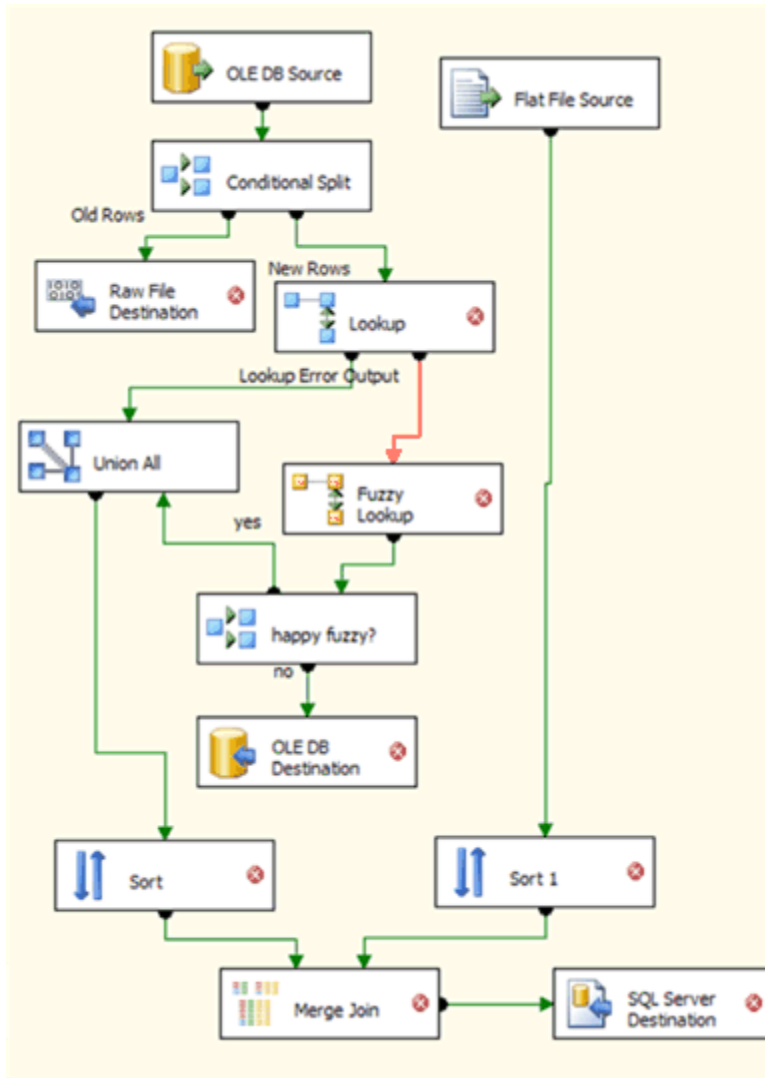 OLE DB Source
Flat File Source
Conditional Split
Old Rows
New Rows
Raw File
Destination
Lookup
Lookup Error Output
Union All
Fuzzy
Lookup
yes
happy fuzzy?
no
OLE DB
Destination
Sort
Sort 1
Merge Join
SQL Server
Destination